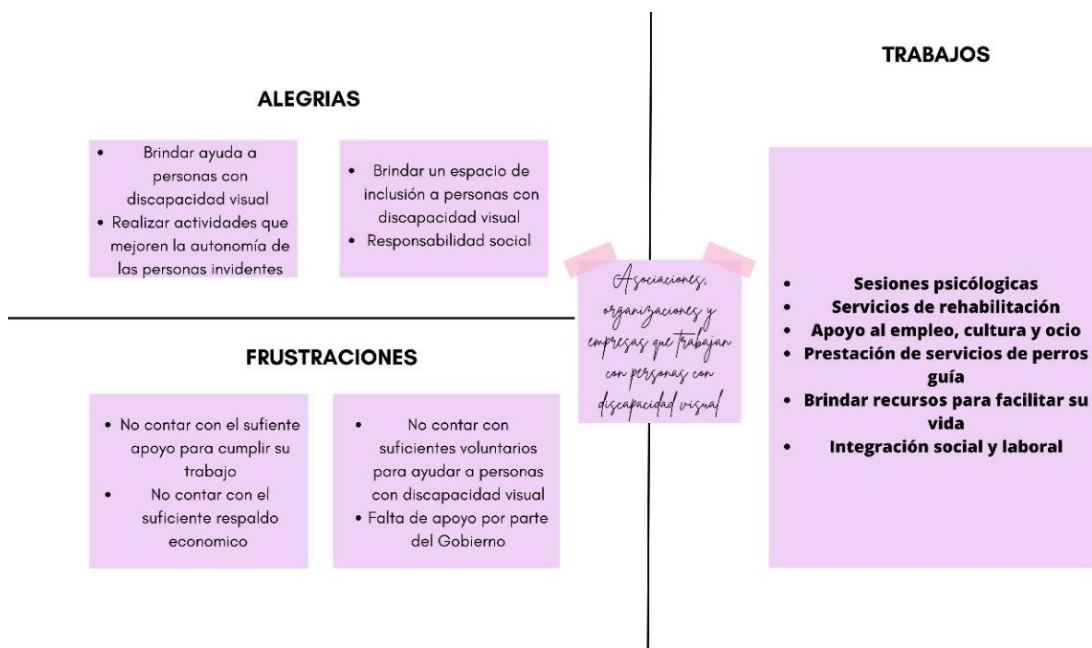 ALEGRIAS
• Brindar ayuda a
personas con
discapacidad visual
• Realizar actividades que
mejoren la autonomía de
las personas invidentes
• Brindar un espacio de
inclusión a personas con
discapacidad visual
• Responsabilidad social
FRUSTRACIONES
• No contar con el sufiente
apoyo para cumplir su
trabajo
• No contar con el
suficiente respaldo
economico
• No contar con
suficientes voluntarios
para ayudar a personas
con discapacidad visual
• Falta de apoyo por parte
del Gobierno
Asociaciones,
organizaciones y
empresas que trabajan
con personas con
discapacidad visual
TRABAJOS
• Sesiones psicólogicas
• Servicios de rehabilitación
• Apoyo al empleo, cultura y ocio
• Prestación de servicios de perros
guía
• Brindar recursos para facilitar su
vida
• Integración social y laboral